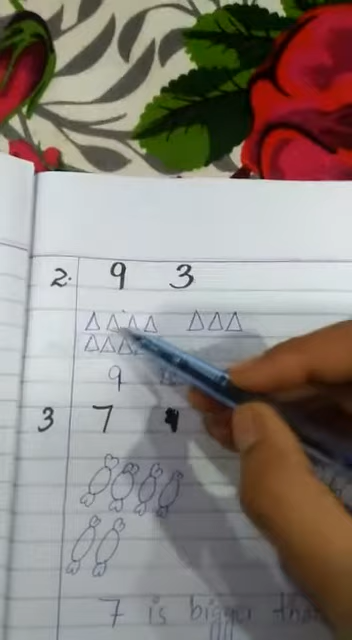 2. 9 3
9
3 7
7 is bigger than